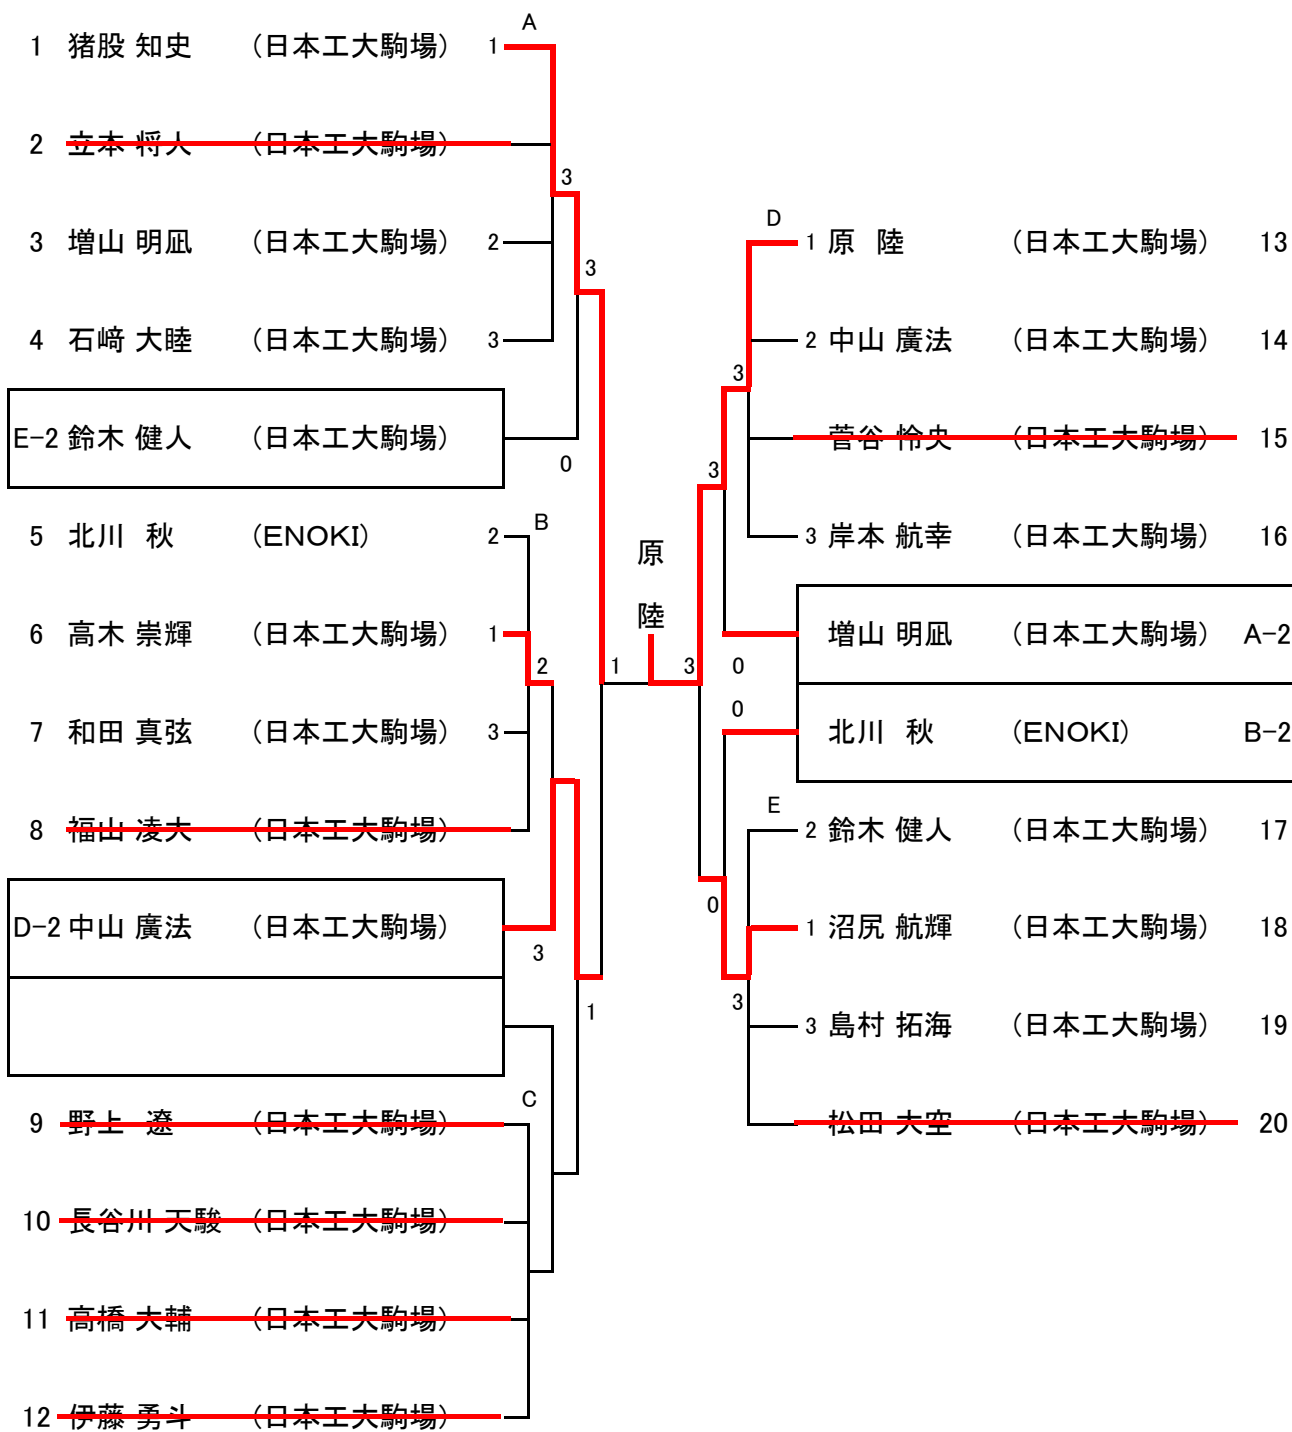 A
1 猪股 知史 (日本工大駒場) 1
2 立本 将人 (日本工大駒場)
3
3 増山 明凪 (日本工大駒場) 2
3
4 石﨑 大睦 (日本工大駒場) 3
E-2 鈴木 健人 (日本工大駒場)
0
B
5 北川 秋 (ENOKI) 2
6 高木 崇輝 (日本工大駒場) 1
2
7 和田 真弦 (日本工大駒場) 3
8 福山 凌大 (日本工大駒場)
D-2 中山 廣法 (日本工大駒場)
3
1
C
9 野上 遼 (日本工大駒場)
10 長谷川 天駿 (日本工大駒場)
11 高橋 大輔 (日本工大駒場)
12 伊藤 勇斗 (日本工大駒場)
原
陸
1
3
D
1 原 陸 (日本工大駒場) 13
2 中山 廣法 (日本工大駒場) 14
3
菅谷 怜央 (日本工大駒場) 15
3
3 岸本 航幸 (日本工大駒場) 16
増山 明凪 (日本工大駒場) A-2
0
0
北川 秋 (ENOKI) B-2
E
2 鈴木 健人 (日本工大駒場) 17
0
1 沼尻 航輝 (日本工大駒場) 18
3
3 島村 拓海 (日本工大駒場) 19
松田 大空 (日本工大駒場) 20